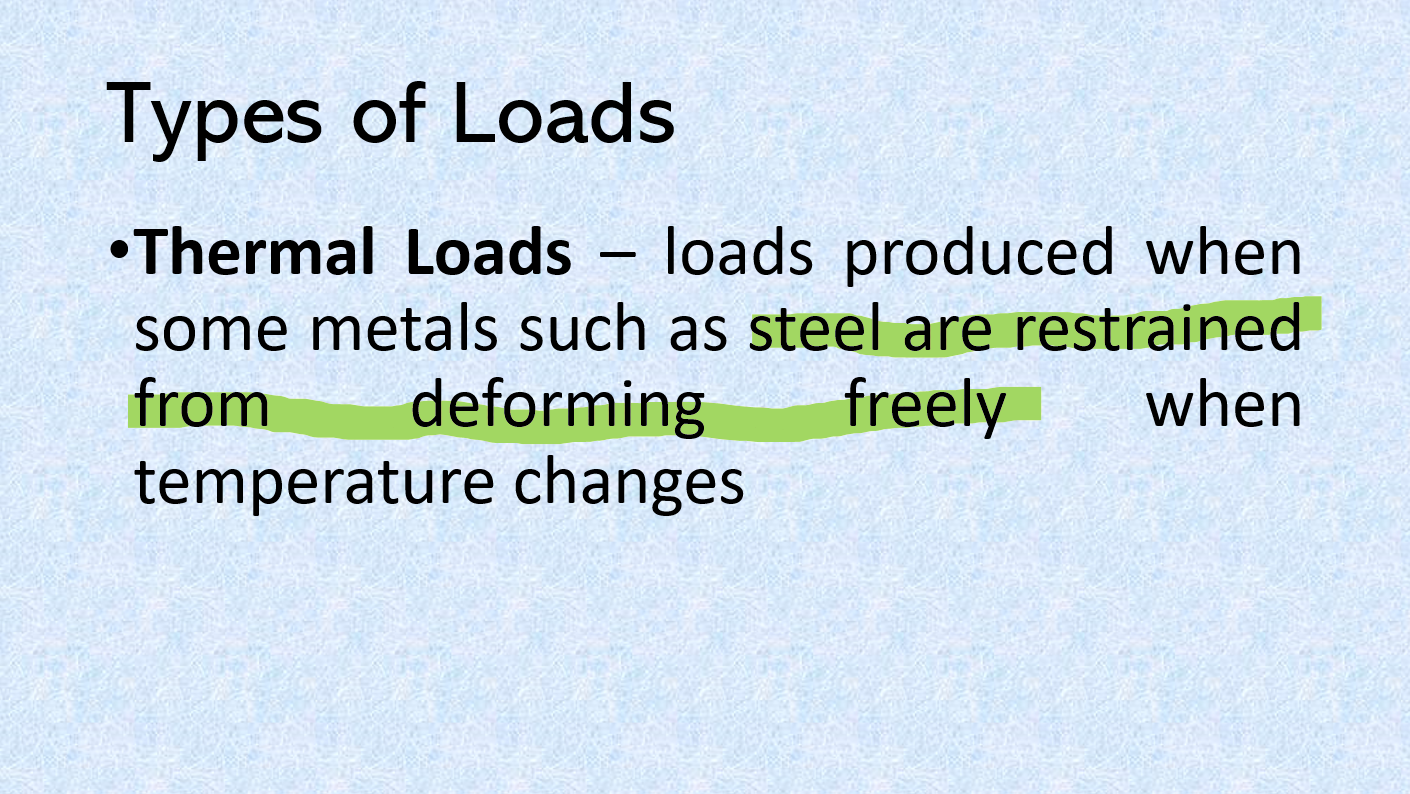 Types of Loads
•Thermal Loads – loads produced when
some metals such as steel are restrained
from deforming freely when
temperature changes